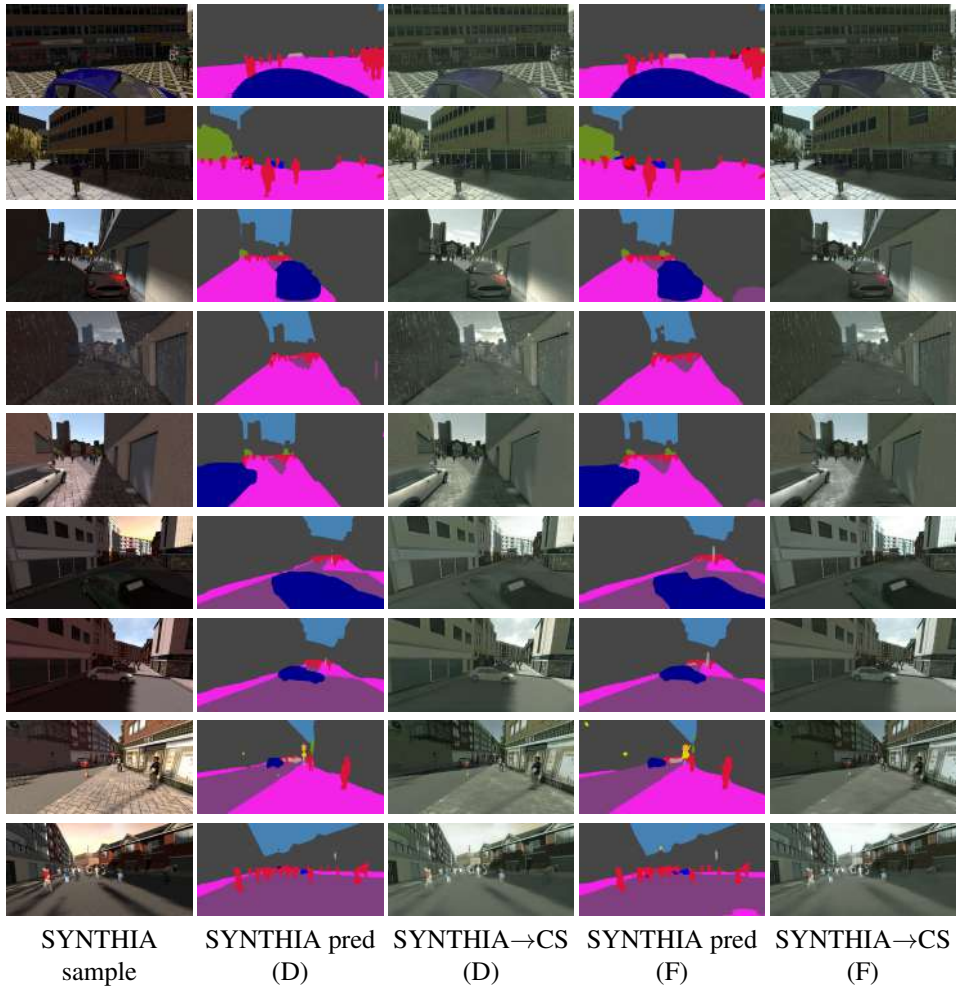 SYNTHIA sample
SYNTHIA pred (D)
SYNTHIA→CS (D)
SYNTHIA pred (F)
SYNTHIA→CS (F)